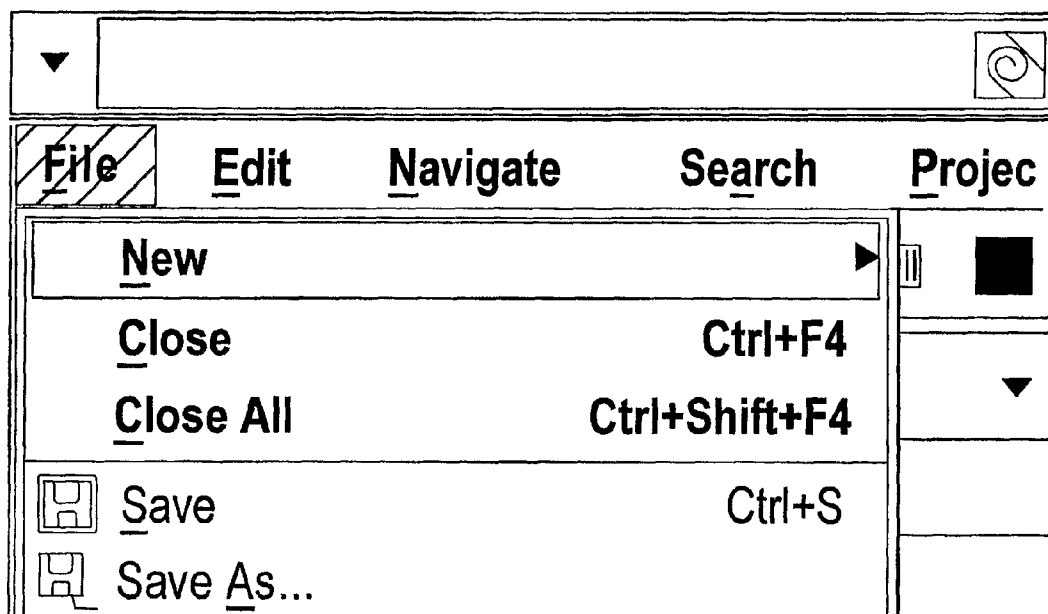 File Edit Navigate Search Projec
New
Close Ctrl+F4
Close All Ctrl+Shift+F4
Save Ctrl+S
Save As...